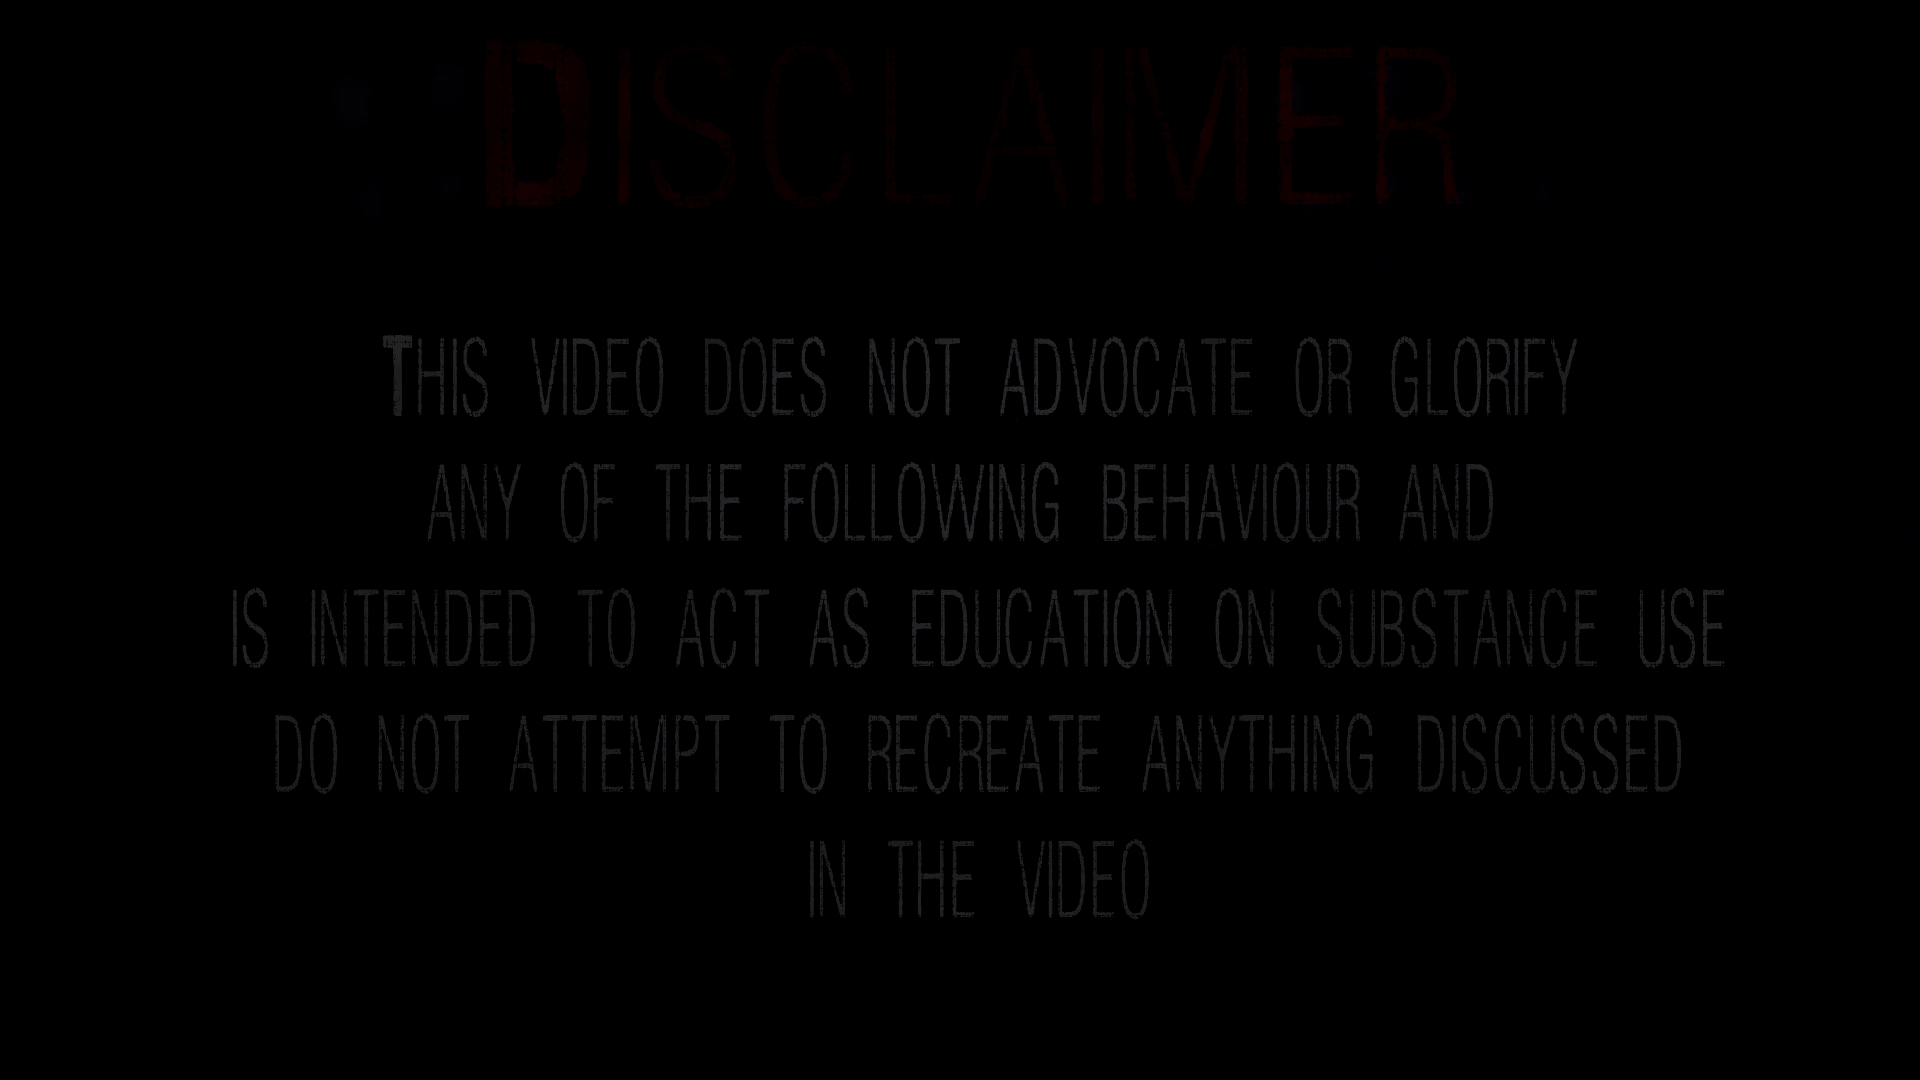 DISCLAIMER
THIS VIDEO DOES NOT ADVOCATE OR GLORIFY
ANY OF THE FOLLOWING BEHAVIOUR AND
IS INTENDED TO ACT AS EDUCATION ON SUBSTANCE USE
DO NOT ATTEMPT TO RECREATE ANYTHING DISCUSSED
IN THE VIDEO